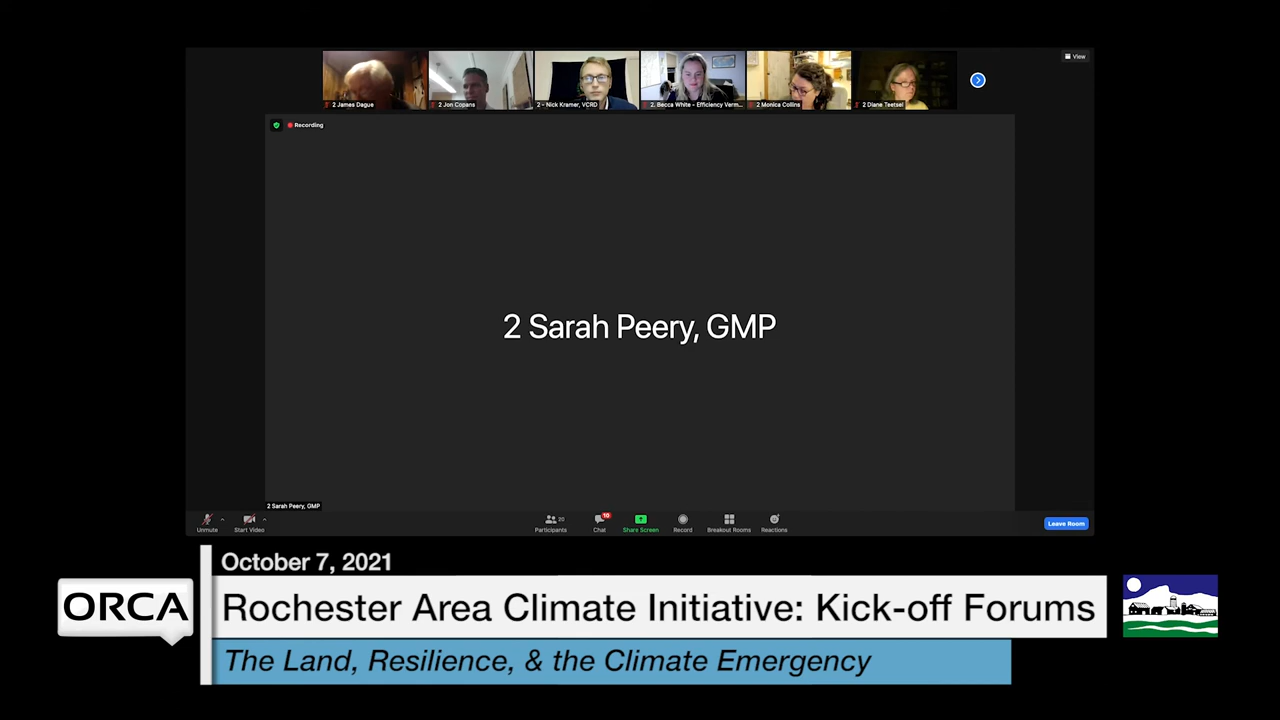 View
2 James Dague
2 Jon Copans
2 - Nick Kramer, VCRD
2. Becca White - Efficiency Verm...
2 Monica Collins
2 Diane Teetsel
Recording
2 Sarah Peery, GMP
2 Sarah Peery, GMP
Unmute
Start Video
Participants
20
Chat
10
Share Screen
Record
Breakout Rooms
Reactions
Leave Room
October 7, 2021
ORCA
Rochester Area Climate Initiative: Kick-off Forums
The Land, Resilience, & the Climate Emergency